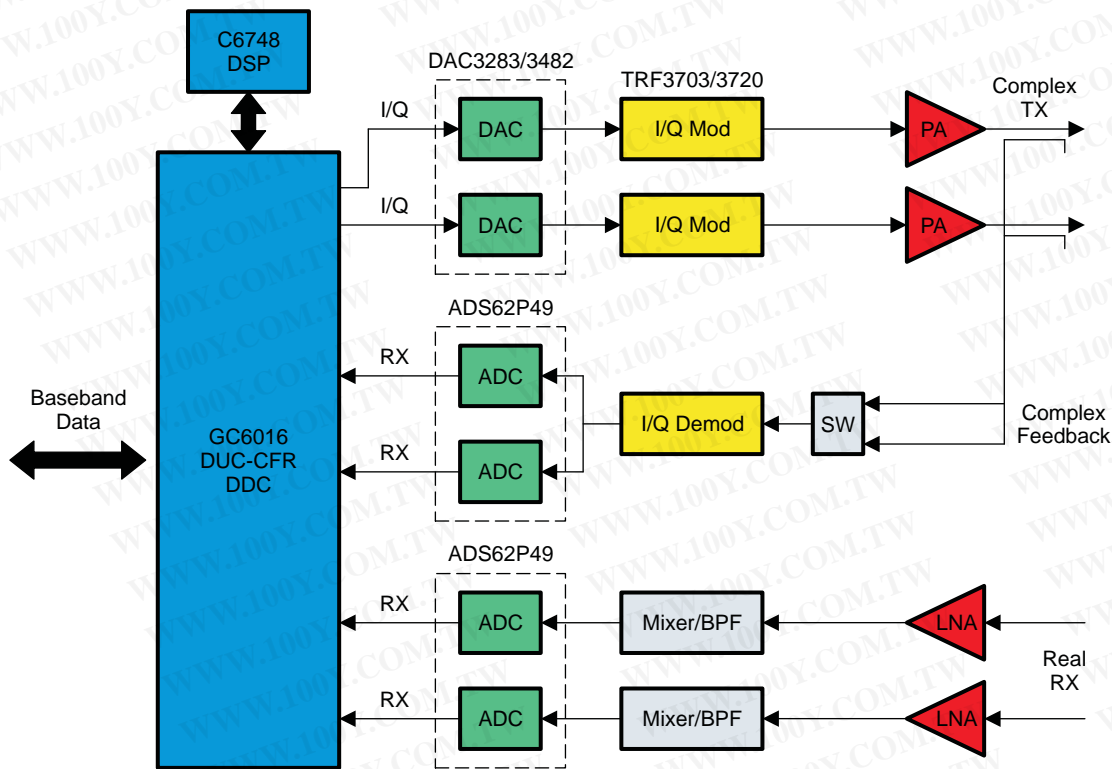 C6748
DSP
DAC3283/3482
TRF3703/3720
Complex
TX
I/Q
DAC
I/Q Mod
PA
I/Q
DAC
I/Q Mod
PA
ADS62P49
RX
ADC
Baseband
Data
I/Q Demod
SW
Complex
Feedback
GC6016
DUC-CFR
DDC
RX
ADC
ADS62P49
RX
ADC
Mixer/BPF
LNA
Real
RX
RX
ADC
Mixer/BPF
LNA
WWW.100Y.COM.TW